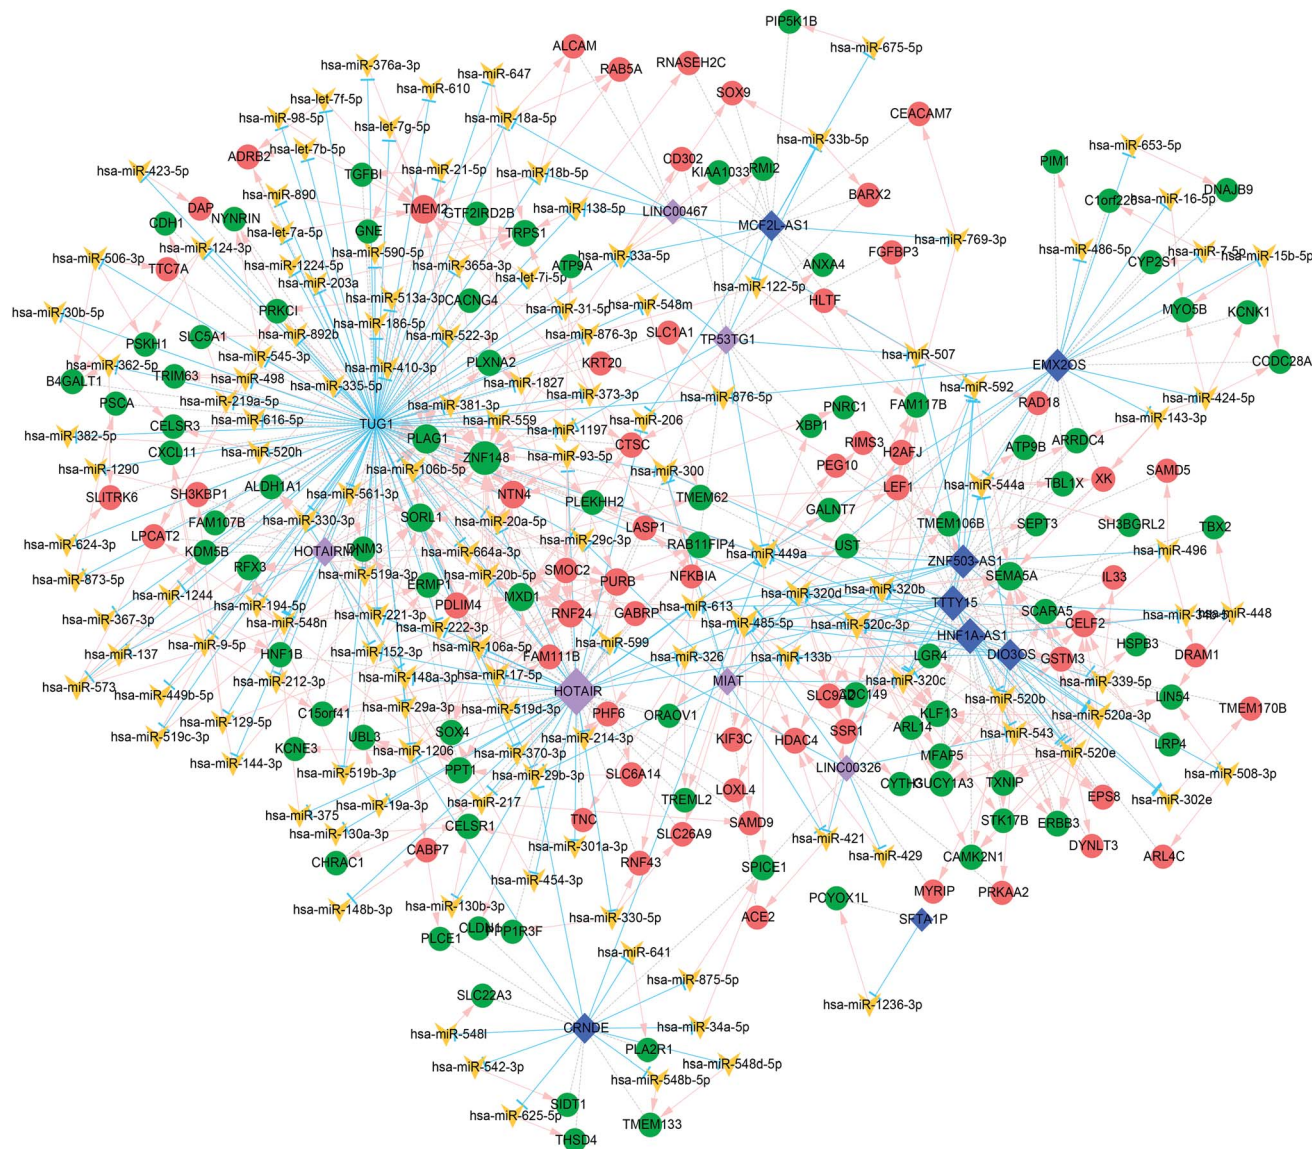 PIP5K1B
ALCAM
hsa-miR-675-5p
hsa-miR-376a-3p
hsa-miR-647
RAB5A
RNASEH2C
hsa-miR-610
hsa-let-7f-5p
SOX9
hsa-miR-98-5p
hsa-miR-18a-5p
CEACAM7
hsa-let-7g-5p
hsa-miR-33b-5p
hsa-miR-653-5p
hsa-let-7b-5p
ADRB2
CD302
PIM1
hsa-miR-423-5p
TGFBI
hsa-miR-21-5p
hsa-miR-18b-5p
KIAA1033
RMI2
DNAJB9
hsa-miR-890
BARX2
hsa-miR-16-5p
DAP
TMEM2
GTF2IRD2B
hsa-miR-138-5p
LINC00467
CDH1
NYNRIN
MCF2L-AS1
hsa-let-7a-5p
GNE
TRPS1
hsa-miR-769-3p
hsa-miR-124-3p
hsa-miR-590-5p
hsa-miR-33a-5p
FGFBP3
hsa-miR-486-5p
hsa-miR-7-5p
hsa-miR-15b-5p
hsa-miR-506-3p
hsa-miR-1224-5p
hsa-miR-365a-3p
ATP9A
ANXA4
CYP2S1
TTC7A
hsa-let-7i-5p
hsa-miR-203a
hsa-miR-122-5p
hsa-miR-513a-3p
CACNG4
HLTF
MYO5B
KCNK1
hsa-miR-30b-5p
PRKCI
hsa-miR-31-5p
hsa-miR-548m
hsa-miR-186-5p
hsa-miR-892b
hsa-miR-522-3p
hsa-miR-876-3p
SLC1A1
TP53TG1
PSKH1
SLC5A1
hsa-miR-545-3p
hsa-miR-507
hsa-miR-362-5p
PLXNA2
KRT20
EMX2OS
CCDC28A
hsa-miR-410-3p
B4GALT1
TRIM63
hsa-miR-498
hsa-miR-335-5p
hsa-miR-1827
hsa-miR-373-3p
hsa-miR-876-5p
hsa-miR-592
hsa-miR-424-5p
PSCA
hsa-miR-219a-5p
hsa-miR-381-3p
PNRC1
FAM117B
RAD18
hsa-miR-616-5p
hsa-miR-559
hsa-miR-206
hsa-miR-143-3p
TUG1
CELSR3
hsa-miR-1197
XBP1
hsa-miR-382-5p
PLAG1
CTSC
RIMS3
ARRDC4
CXCL11
hsa-miR-520h
ZNF148
hsa-miR-93-5p
H2AFJ
ATP9B
hsa-miR-1290
hsa-miR-106b-5p
hsa-miR-300
PEG10
SAMD5
SLITRK6
SH3KBP1
ALDH1A1
hsa-miR-561-3p
NTN4
PLEKHH2
TMEM62
LEF1
hsa-miR-544a
TBL1X
XK
FAM107B
hsa-miR-330-3p
SORL1
hsa-miR-20a-5p
LASP1
GALNT7
TMEM106B
SEPT3
SH3BGRL2
TBX2
LPCAT2
hsa-miR-29c-3p
RAB11FIP4
UST
hsa-miR-624-3p
KDM5B
DNM3
hsa-miR-664a-3p
hsa-miR-449a
hsa-miR-496
RFX3
hsa-miR-519a-3p
hsa-miR-20b-5p
SMOC2
ZNF503-AS1
hsa-miR-873-5p
ERMP1
PURB
NFKBIA
SEMA5A
IL33
hsa-miR-1244
MXD1
hsa-miR-320d
hsa-miR-320b
hsa-miR-194-5p
PDLIM4
RNF24
GABRP
hsa-miR-613
TTTY15
SCARA5
hsa-miR-448
hsa-miR-367-3p
hsa-miR-548n
hsa-miR-221-3p
hsa-miR-485-5p
hsa-miR-520c-3p
CELF2
hsa-miR-222-3p
HNF1A-AS1
hsa-miR-9-5p
hsa-miR-106a-5p
hsa-miR-599
HSPB3
hsa-miR-137
HNF1B
hsa-miR-152-3p
FAM111B
hsa-miR-326
hsa-miR-133b
LGR4
DIO3OS
GSTM3
DRAM1
hsa-miR-148a-3p
hsa-miR-17-5p
MIAT
hsa-miR-320c
hsa-miR-339-5p
hsa-miR-573
hsa-miR-212-3p
HOTAIR
hsa-miR-449b-5p
hsa-miR-29a-3p
LIN54
C15orf41
hsa-miR-519d-3p
PHF6
KLF13
hsa-miR-520b
TMEM170B
hsa-miR-129-5p
SOX4
ORAOV1
ARL14
hsa-miR-520a-3p
hsa-miR-519c-3p
UBL3
hsa-miR-214-3p
KIF3C
SSR1
hsa-miR-543
KCNE3
hsa-miR-1206
hsa-miR-370-3p
HDAC4
LRP4
hsa-miR-144-3p
hsa-miR-519b-3p
PPT1
hsa-miR-29b-3p
SLC6A14
LINC00326
MFAP5
hsa-miR-520e
hsa-miR-508-3p
CYTH3
GUCY1A3
TXNIP
LOXL4
hsa-miR-19a-3p
hsa-miR-217
TREML2
EPS8
hsa-miR-302e
hsa-miR-375
TNC
SAMD9
STK17B
ERBB3
hsa-miR-130a-3p
CELSR1
SLC26A9
hsa-miR-421
hsa-miR-301a-3p
DYNLT3
CHRAC1
CABP7
RNF43
hsa-miR-429
CAMK2N1
ARL4C
SPICE1
hsa-miR-454-3p
MYRIP
PRKAA2
hsa-miR-148b-3p
hsa-miR-130b-3p
PCYOX1L
hsa-miR-330-5p
ACE2
SFTA1P
CLDN1
PPP1R3F
PLCE1
hsa-miR-641
hsa-miR-875-5p
SLC22A3
hsa-miR-1236-3p
hsa-miR-548l
CRNDE
hsa-miR-34a-5p
PLA2R1
hsa-miR-542-3p
hsa-miR-548d-5p
hsa-miR-548b-5p
SIDT1
hsa-miR-625-5p
TMEM133
THSD4